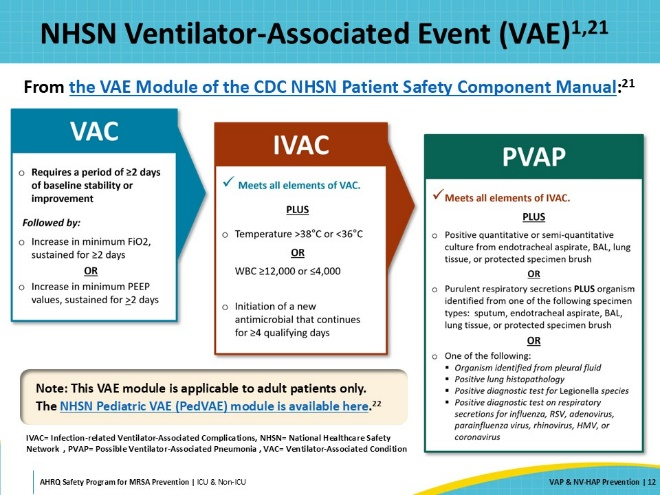 NHSN Ventilator-Associated Event (VAE)1,21
From the VAE Module of the CDC NHSN Patient Safety Component Manual:21
VAC
o Requires a period of ≥2 days
of baseline stability or
improvement
Followed by:
o Increase in minimum FiO2,
sustained for ≥2 days
OR
o Increase in minimum PEEP
values, sustained for >2 days
IVAC
✓ Meets all elements of VAC.
PLUS
o Temperature >38°C or <36°C
OR
WBC ≥12,000 or ≤4,000
o Initiation of a new
antimicrobial that continues
for ≥4 qualifying days
PVAP
✓Meets all elements of IVAC.
PLUS
o Positive quantitative or semi-quantitative
culture from endotracheal aspirate, BAL, lung
tissue, or protected specimen brush
OR
o Purulent respiratory secretions PLUS organism
identified from one of the following specimen
types: sputum, endotracheal aspirate, BAL,
lung tissue, or protected specimen brush
OR
o One of the following:
▪ Organism identified from pleural fluid
▪ Positive lung histopathology
▪ Positive diagnostic test for Legionella species
▪ Positive diagnostic test on respiratory
secretions for influenza, RSV, adenovirus,
parainfluenza virus, rhinovirus, HMV, or
coronavirus
Note: This VAE module is applicable to adult patients only.
The NHSN Pediatric VAE (PedVAE) module is available here.22
IVAC= Infection-related Ventilator-Associated Complications, NHSN= National Healthcare Safety
Network , PVAP= Possible Ventilator-Associated Pneumonia , VAC= Ventilator-Associated Condition
AHRQ Safety Program for MRSA Prevention | ICU & Non-ICU
VAP & NV-HAP Prevention | 12